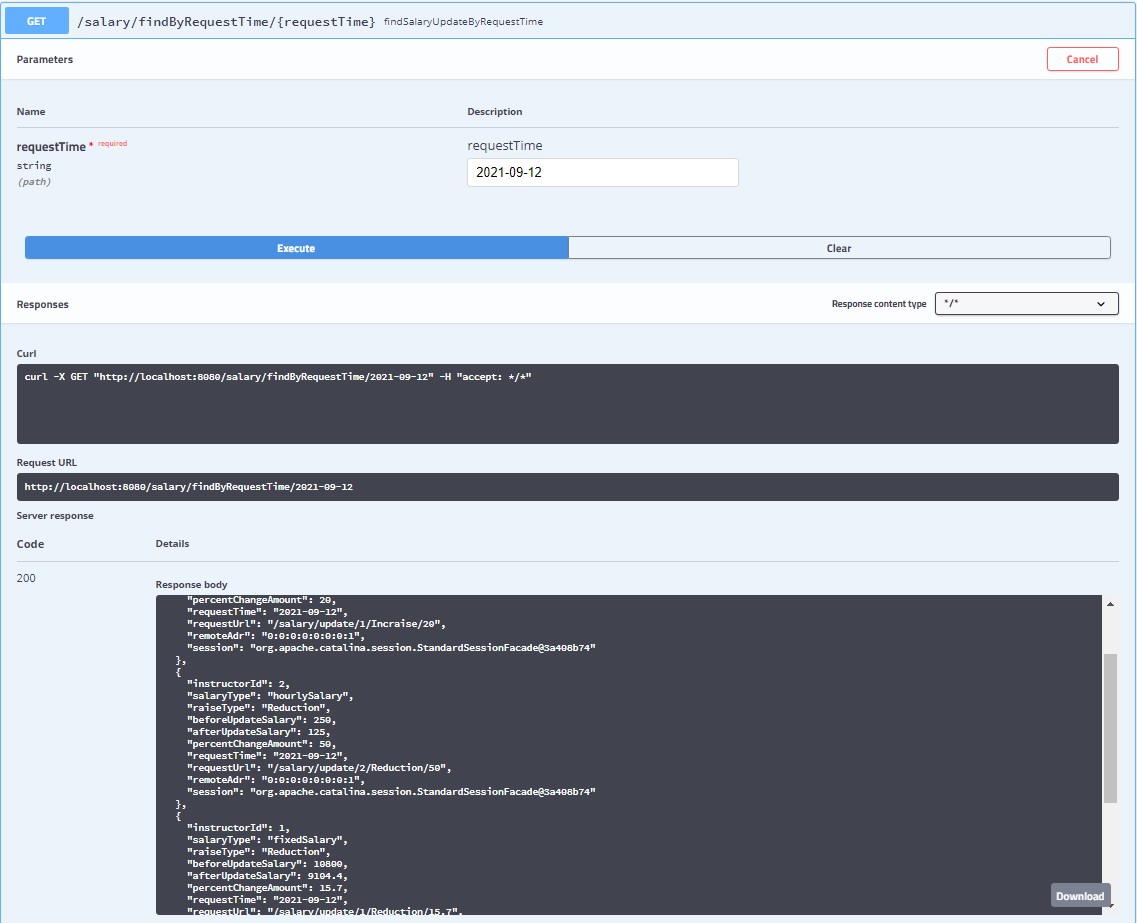 GET /salary/findByRequestTime/{requestTime} findSalaryUpdateByRequestTime
Parameters Cancel
Name Description
requestTime * required requestTime
string
(path)
2021-09-12
Execute Clear
Responses Response content type */*
Curl
curl -X GET "http://localhost:8080/salary/findByRequestTime/2021-09-12" -H "accept: */*"
Request URL
http://localhost:8080/salary/findByRequestTime/2021-09-12
Server response
Code Details
200
Response body
"percentChangeAmount": 20,
"requestTime": "2021-09-12",
"requestUrl": "/salary/update/1/Incraise/20",
"remoteAdr": "0:0:0:0:0:0:0:1",
"session": "org.apache.catalina.session.StandardSessionFacade@3a408b74"
},
{
"instructorId": 2,
"salaryType": "hourlySalary",
"raiseType": "Reduction",
"beforeUpdateSalary": 250,
"afterUpdateSalary": 125,
"percentChangeAmount": 50,
"requestTime": "2021-09-12",
"requestUrl": "/salary/update/2/Reduction/50",
"remoteAdr": "0:0:0:0:0:0:0:1",
"session": "org.apache.catalina.session.StandardSessionFacade@3a408b74"
},
{
"instructorId": 1,
"salaryType": "fixedSalary",
"raiseType": "Reduction",
"beforeUpdateSalary": 10800,
"afterUpdateSalary": 9104.4,
"percentChangeAmount": 15.7,
"requestTime": "2021-09-12",
"requestUrl": "/salary/update/1/Reduction/15.7",
Download